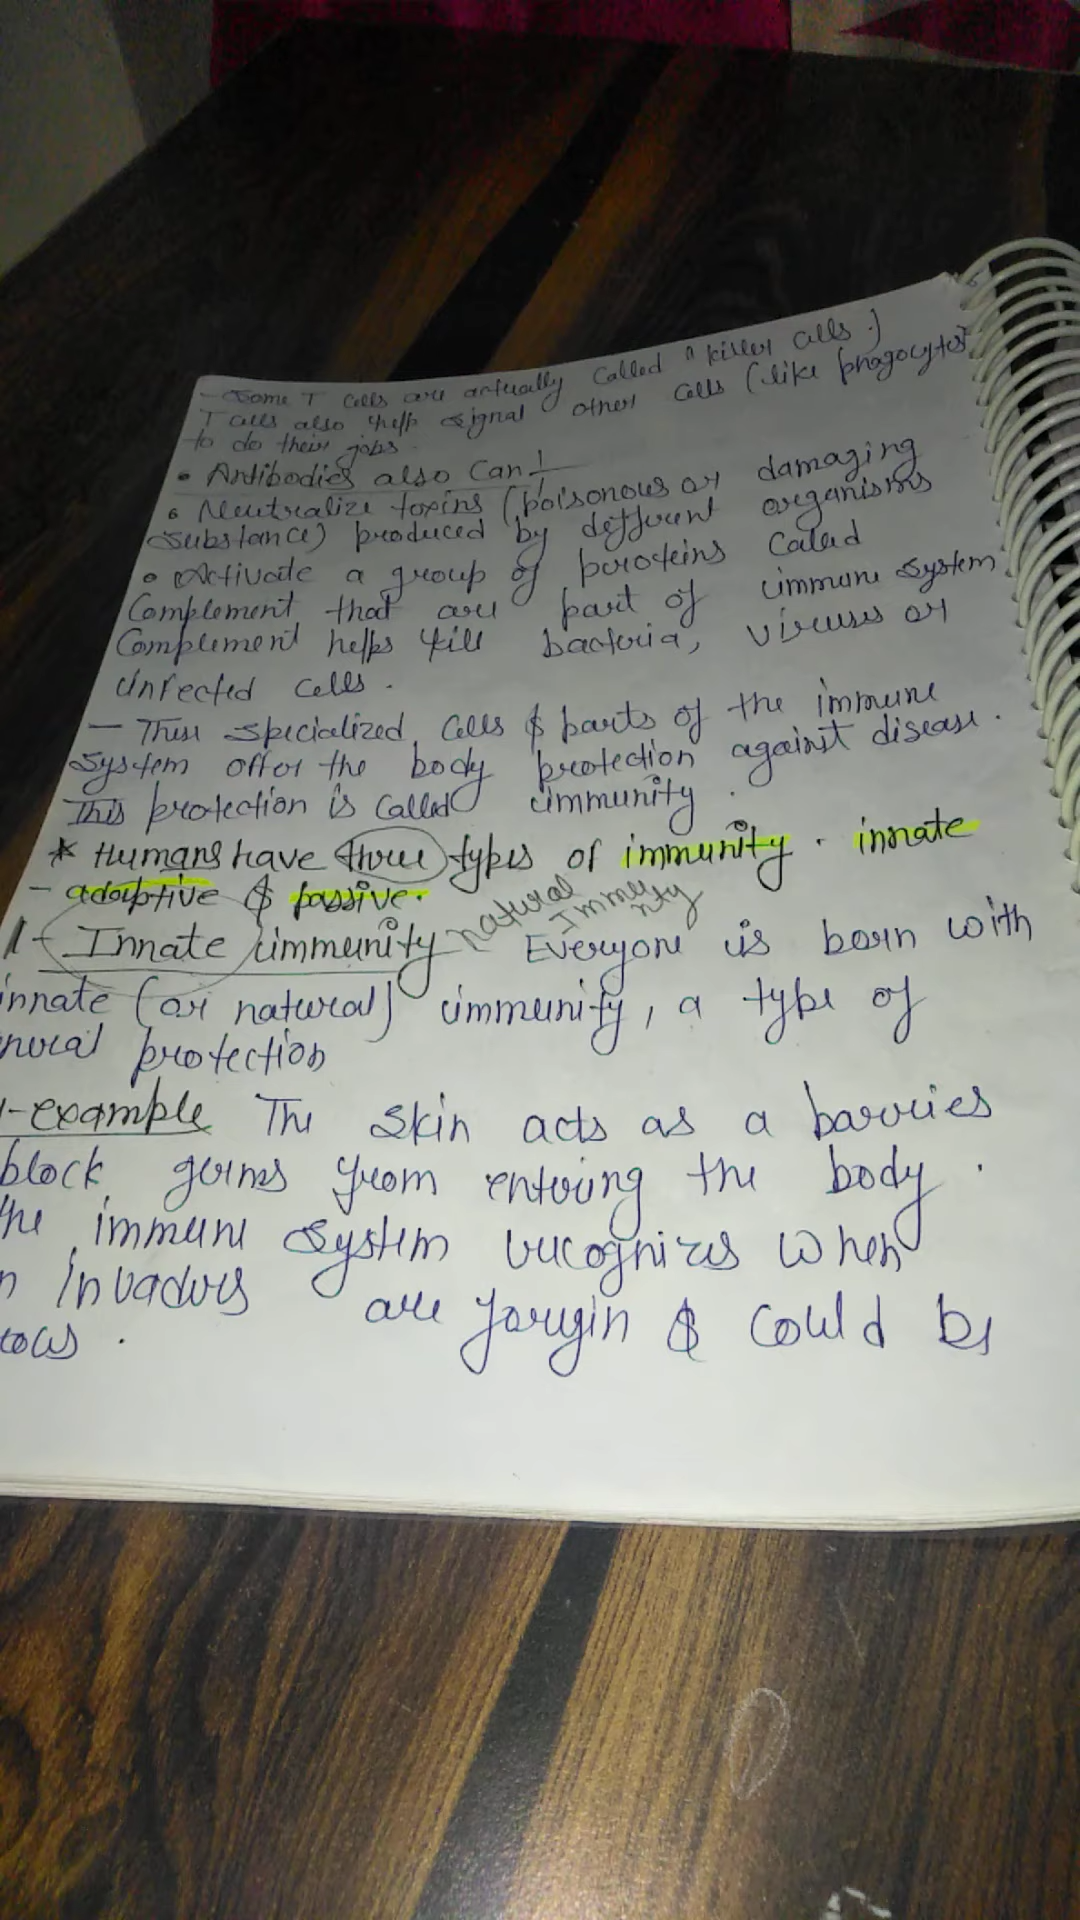 - Some T cells are actually called "killer cells.)
T cells also help signal other cells (like phagocytes)
to do their jobs.
• Antibodies also Can!
• Neutralize toxins (poisonous or damaging
Substance) produced by different organisms
• Activate a group of proteins Called
Complement that are part of immune system
Complement helps kill bacteria, viruses or
infected cells.
- These specialized cells & parts of the immune
System offer the body protection against disease.
This protection is Called immunity.
* Humans have three types of immunity. innate
- adaptive & passive.
natural
Immu
nity
1- Innate immunity Everyone is born with
innate (or natural) immunity, a type of
protection
-example The Skin acts as a barries
block germs from entering the body.
the immune System recognizes when
n Invaders are & Could be